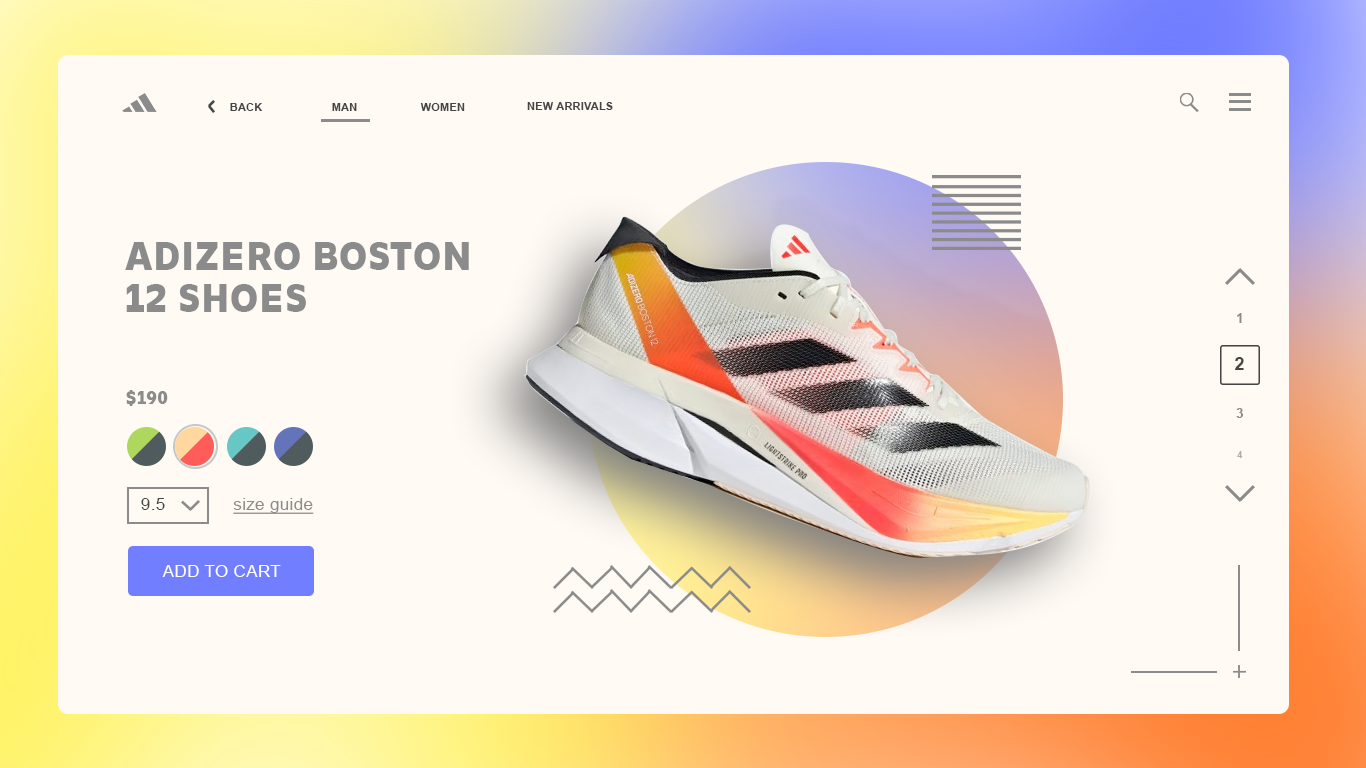 BACK
MAN
WOMEN
NEW ARRIVALS
ADIZERO BOSTON
12 SHOES
$190
9.5
size guide
ADD TO CART
ADIZERO BOSTON 12
LIGHTSTRIKE PRO
1
2
3
4